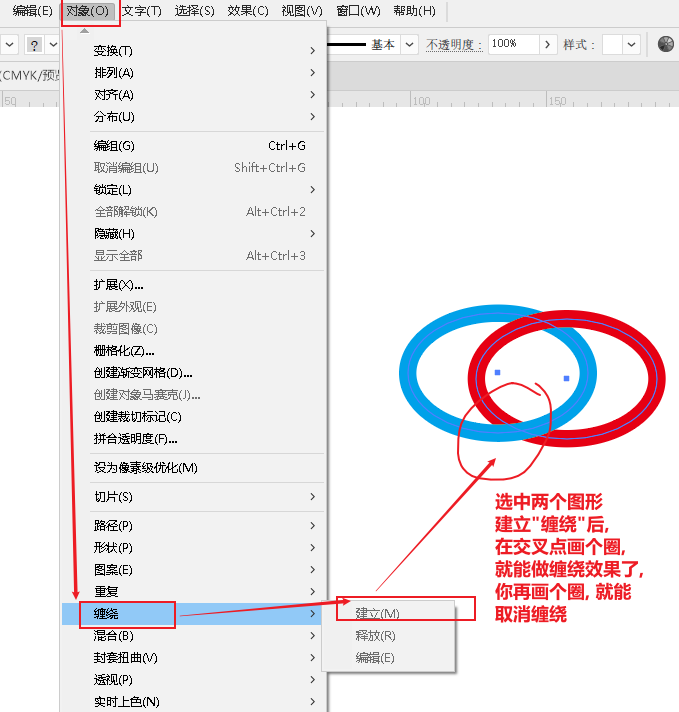 编辑(E) 对象(O) 文字(T) 选择(S) 效果(C) 视图(V) 窗口(W) 帮助(H)
? 基本 不透明度: 100% 样式:
(CMYK/预览
50 100 150
变换(T)
排列(A)
对齐(A)
分布(U)
编组(G) Ctrl+G
取消编组(U) Shift+Ctrl+G
锁定(L)
全部解锁(K) Alt+Ctrl+2
隐藏(H)
显示全部 Alt+Ctrl+3
扩展(X)...
扩展外观(E)
裁剪图像(C)
栅格化(Z)...
创建渐变网格(D)...
创建对象马赛克(J)...
创建裁切标记(C)
拼合透明度(F)...
设为像素级优化(M)
切片(S)
路径(P)
形状(P)
图案(E)
重复
缠绕
混合(B)
封套扭曲(V)
透视(P)
实时上色(N)
建立(M)
释放(R)
编辑(E)
选中两个图形
建立"缠绕"后,
在交叉点画个圈,
就能做缠绕效果了,
你再画个圈, 就能
取消缠绕